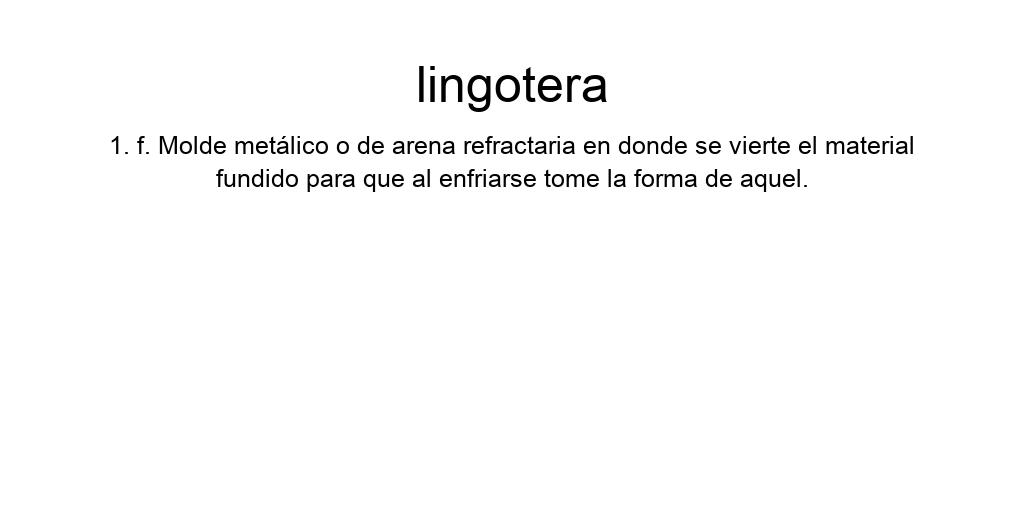 lingotera
1. f. Molde metálico o de arena refractaria en donde se vierte el material
fundido para que al enfriarse tome la forma de aquel.